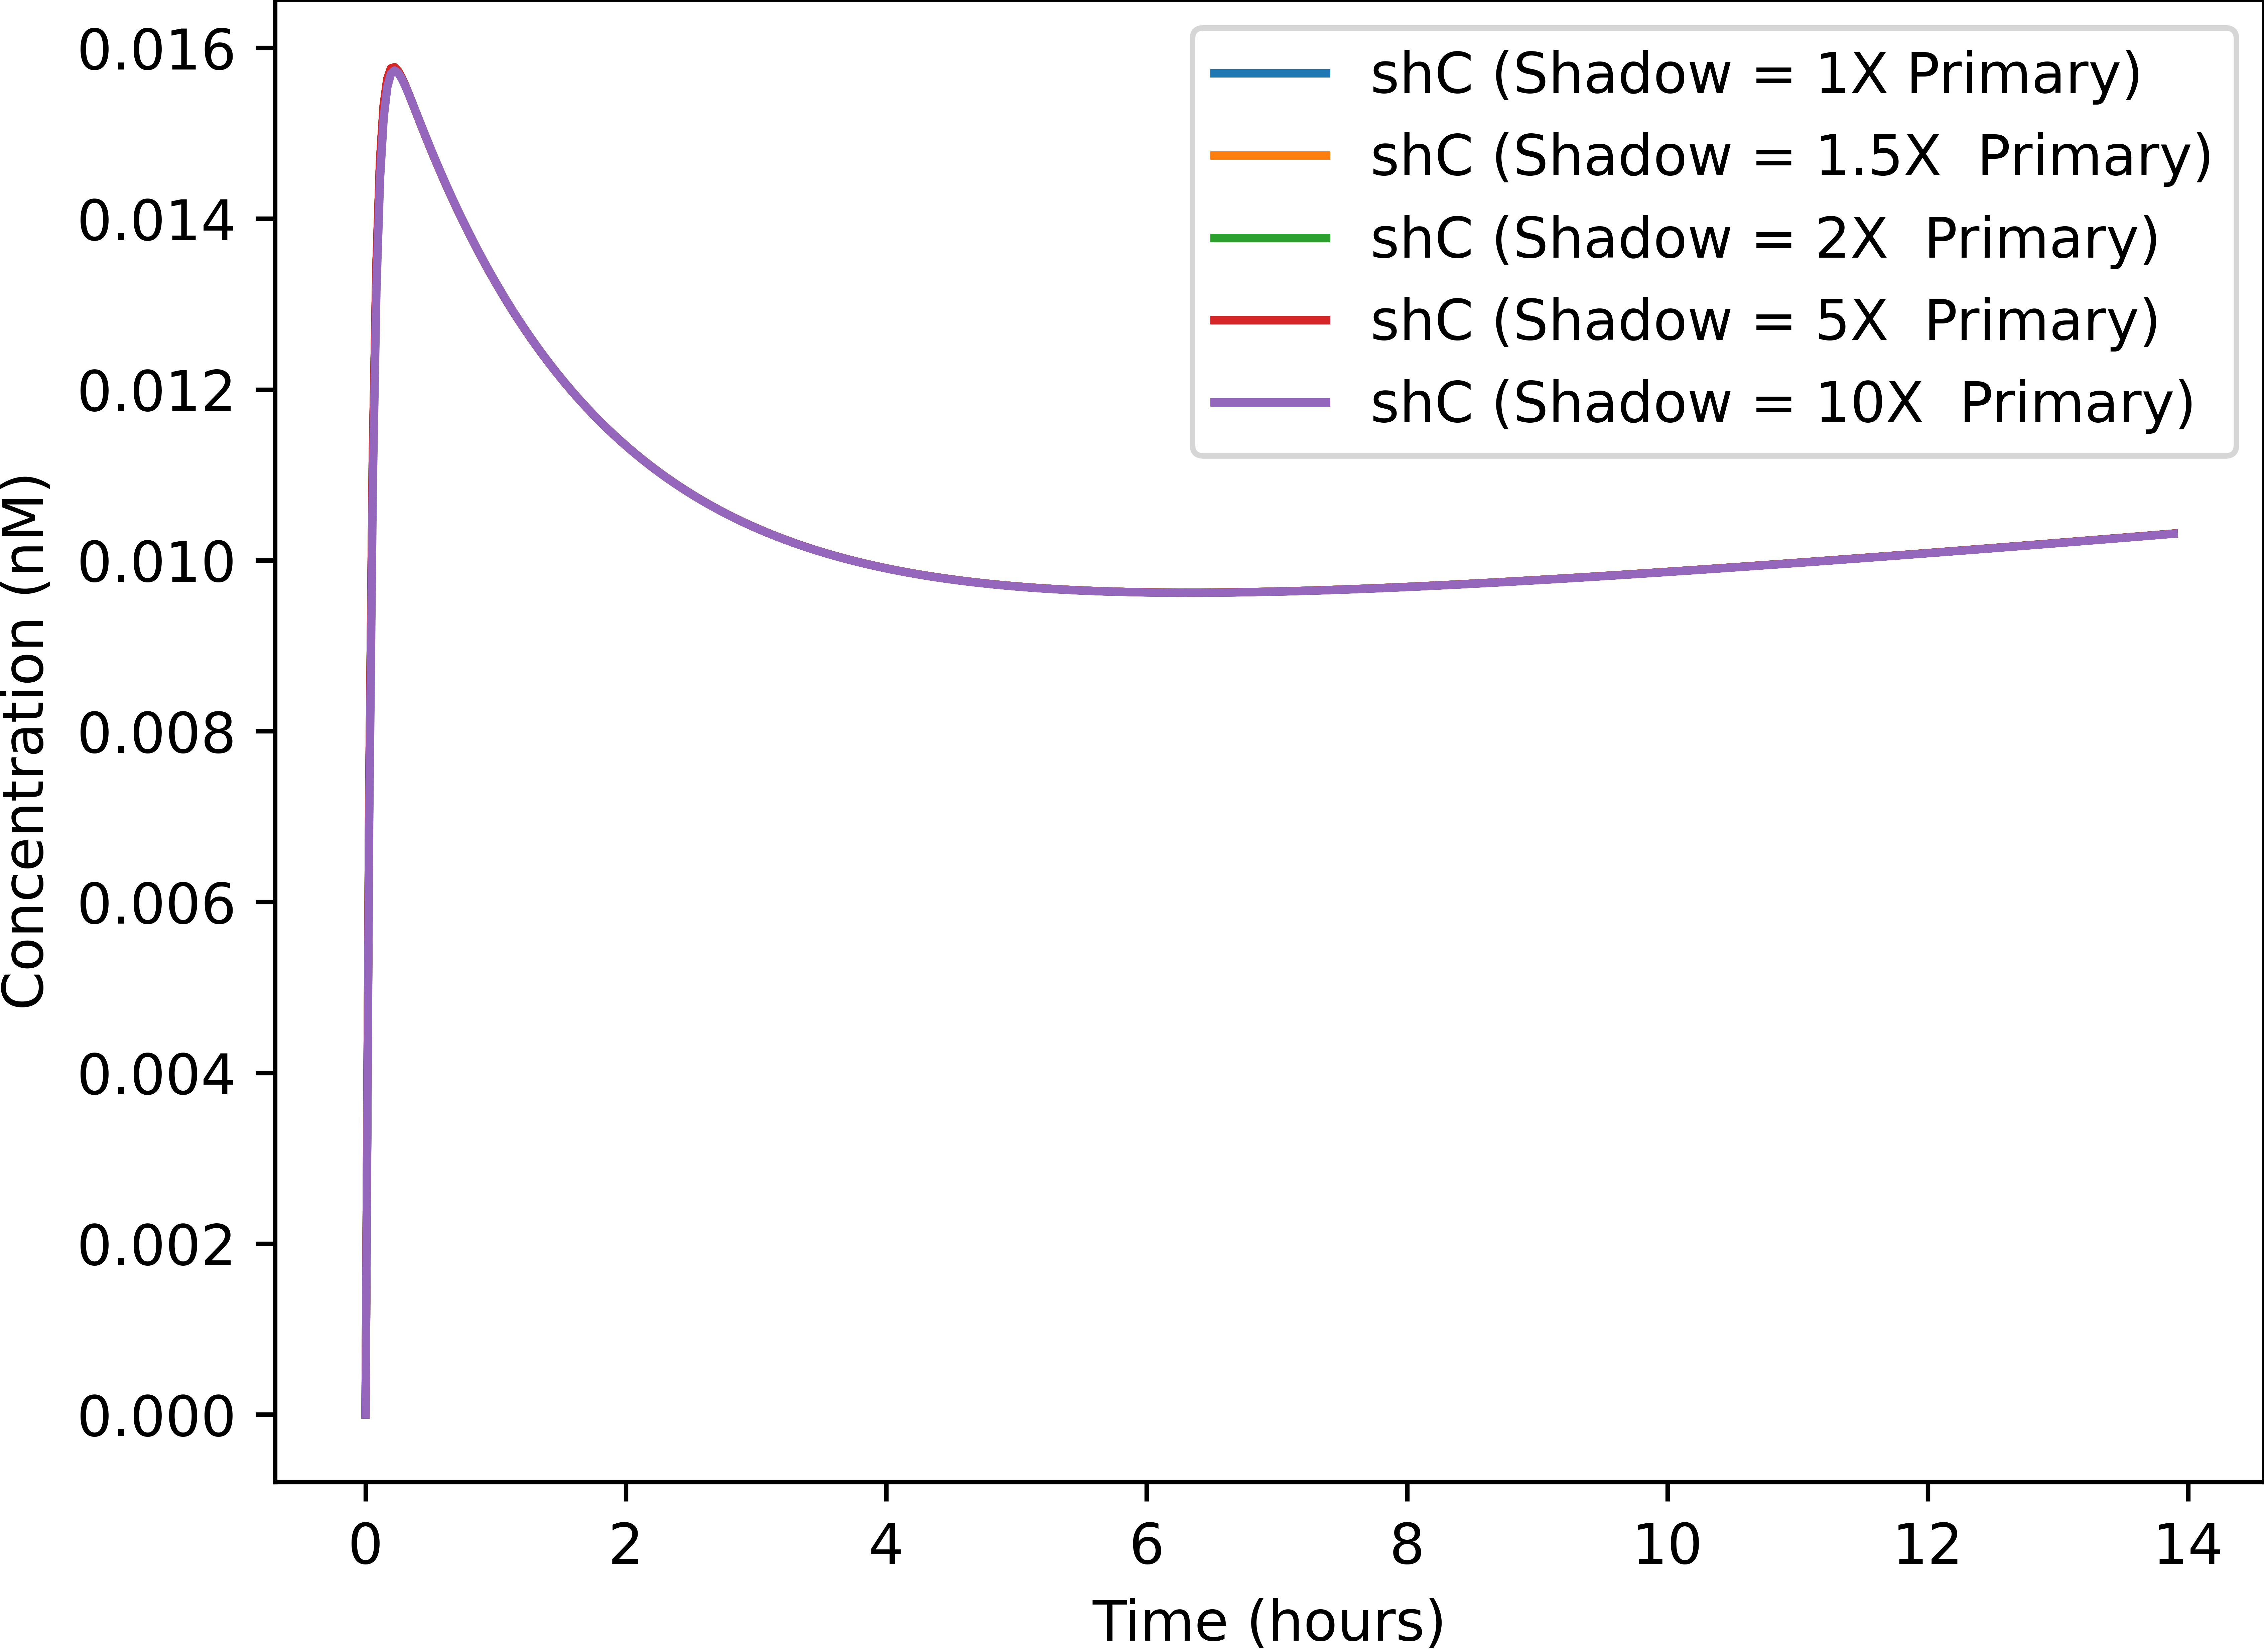 0.016
0.014
0.012
0.010
0.008
0.006
0.004
0.002
0.000
Concentration (nM)
shC (Shadow = 1X Primary)
shC (Shadow = 1.5X  Primary)
shC (Shadow = 2X  Primary)
shC (Shadow = 5X  Primary)
shC (Shadow = 10X  Primary)
0 2 4 6 8 10 12 14
Time (hours)